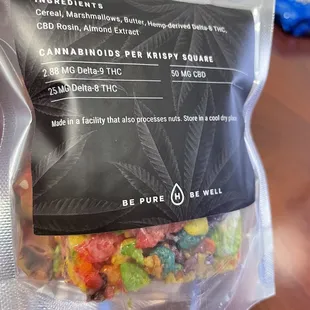 INGREDIENTS
Cereal, Marshmallows, Butter, Hemp-derived Delta-8 THC,
CBD Rosin, Almond Extract
CANNABINOIDS PER KRISPY SQUARE
2.88 MG Delta-9 THC 50 MG CBD
25 MG Delta-8 THC
Made in a facility that also processes nuts. Store in a cool dry place
BE PURE H BE WELL